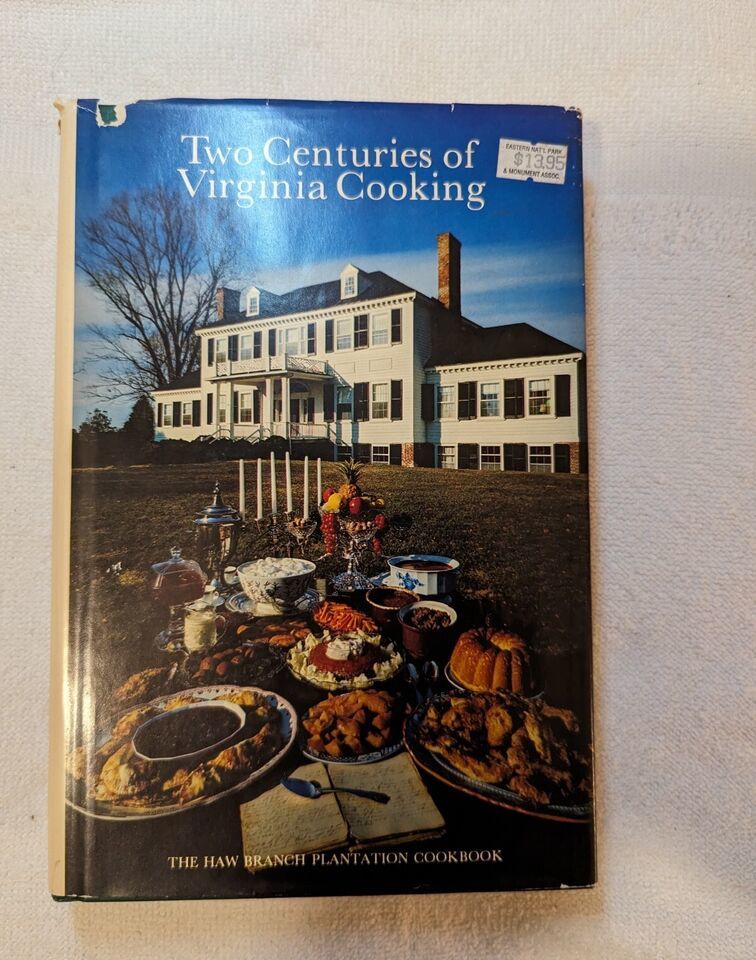 Two Centuries of
Virginia Cooking
EASTERN NAT'L PARK
$13.95
& MONUMENT ASSOC.
THE HAW BRANCH PLANTATION COOKBOOK